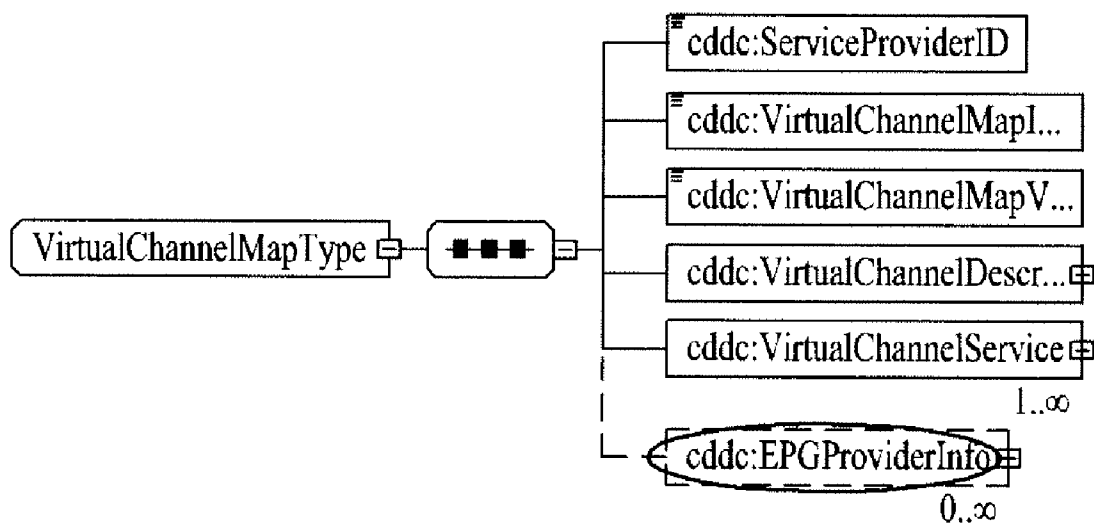 cddc:ServiceProviderID
cddc:VirtualChannelMapI...
cddc:VirtualChannelMapV...
VirtualChannelMapType
cddc:VirtualChannelDescr...
cddc:VirtualChannelService
1..∞
cddc:EPGProviderInfo
0..∞